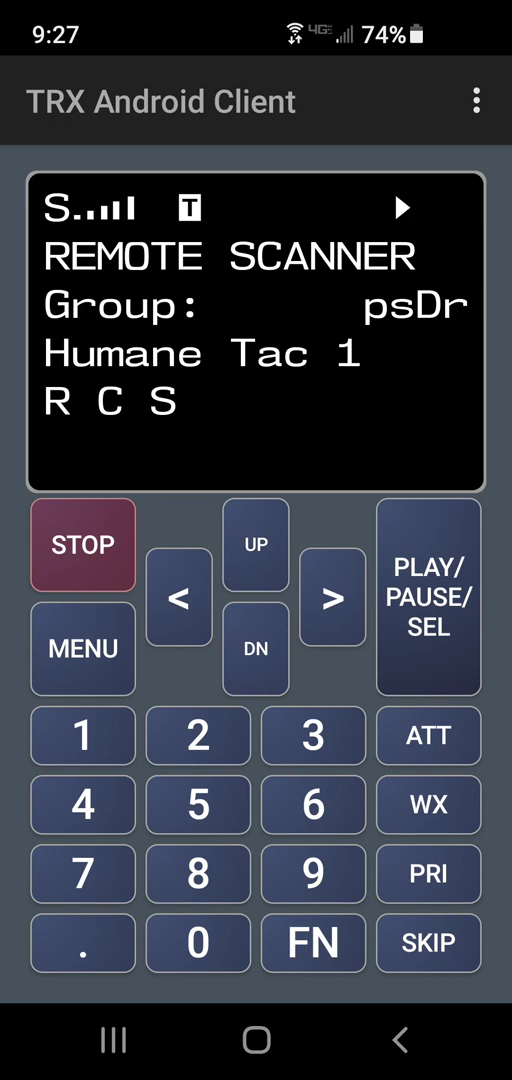 9:27 4GE 74%
TRX Android Client
S T
REMOTE SCANNER
Group: psDr
Humane Tac 1
R C S
STOP
UP
PLAY/
PAUSE/
SEL
<
>
MENU
DN
1 2 3 ATT
4 5 6 WX
7 8 9 PRI
. 0 FN SKIP